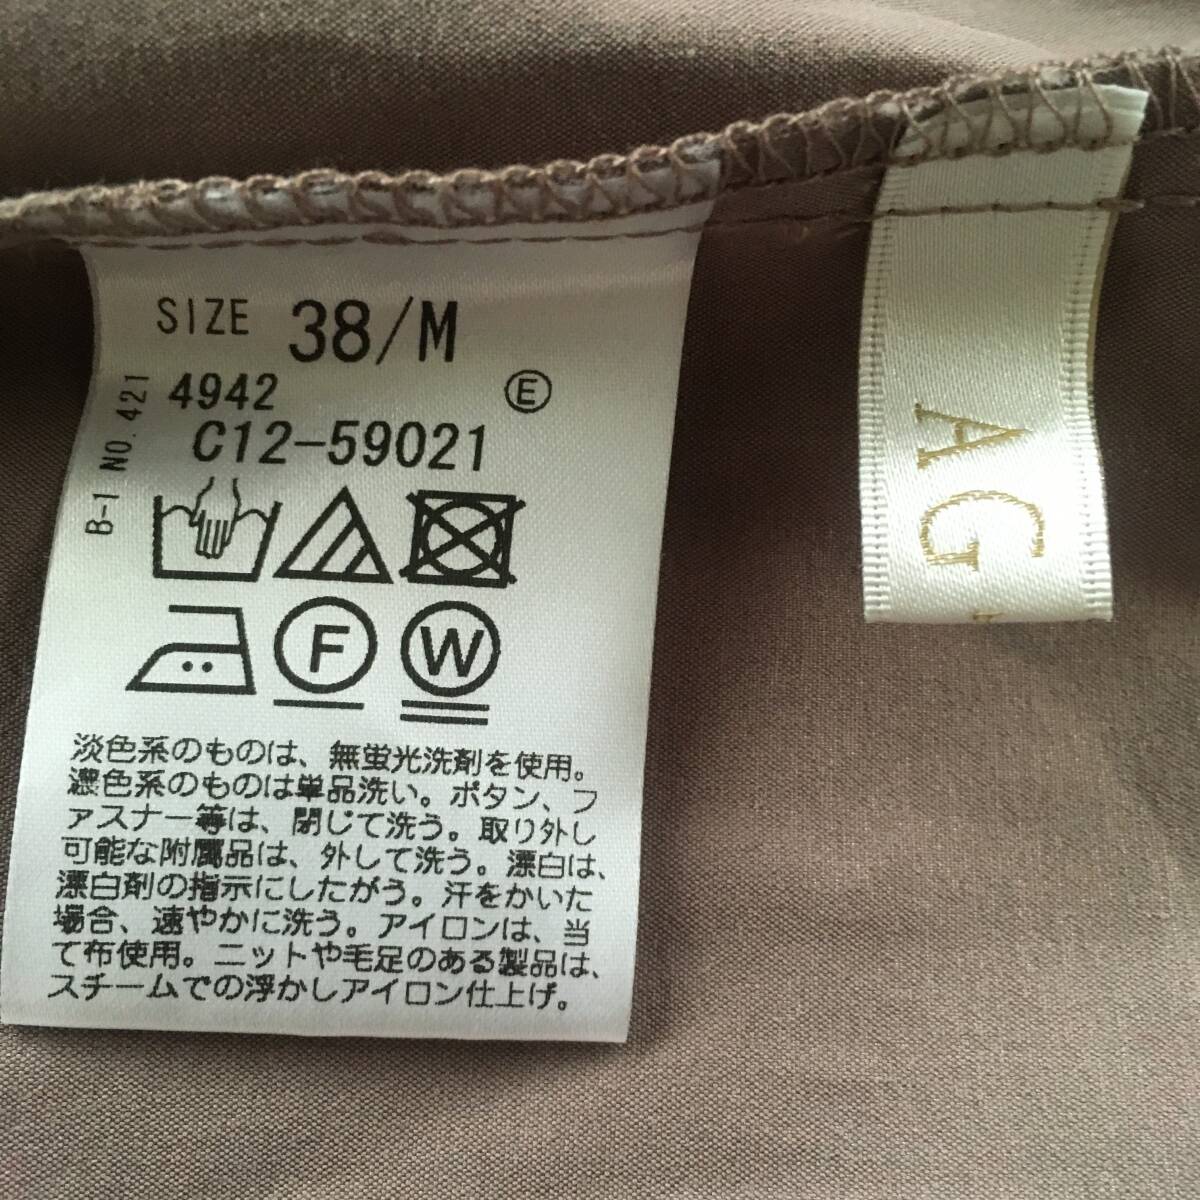 SIZE 38/M
4942 Ⓔ
C12-59021
B-1 NO. 421
F W
淡色系のものは、無蛍光洗剤を使用。
濃色系のものは単品洗い。ボタン、フ
ァスナー等は、閉じて洗う。取り外し
可能な附属品は、外して洗う。漂白は、
漂白剤の指示にしたがう。汗をかいた
場合、速やかに洗う。アイロンは、当
て布使用。ニットや毛足のある製品は、
スチームでの浮かしアイロン仕上げ。
AG